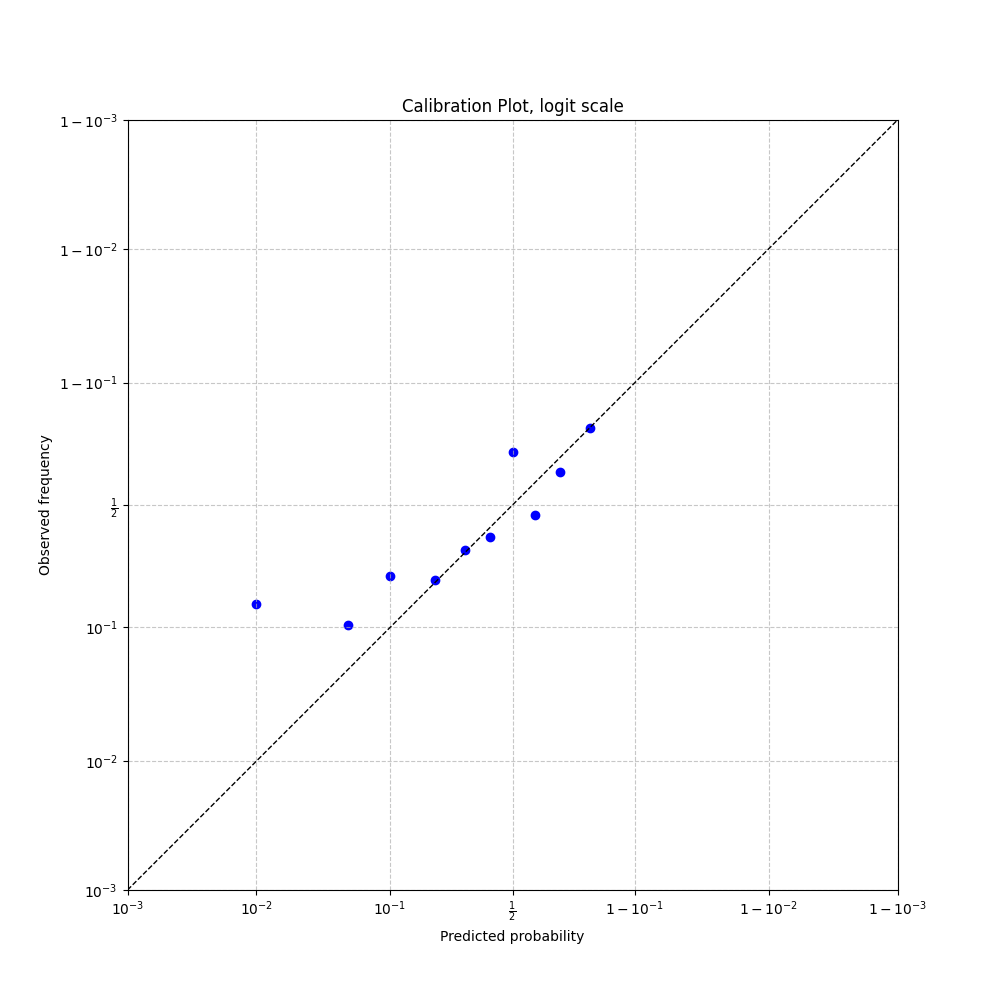 Calibration Plot, logit scale
1 − 10⁻³
1 − 10⁻²
1 − 10⁻¹
½
10⁻¹
10⁻²
10⁻³
Observed frequency
10⁻³ 10⁻² 10⁻¹ ½ 1 − 10⁻¹ 1 − 10⁻² 1 − 10⁻³
Predicted probability